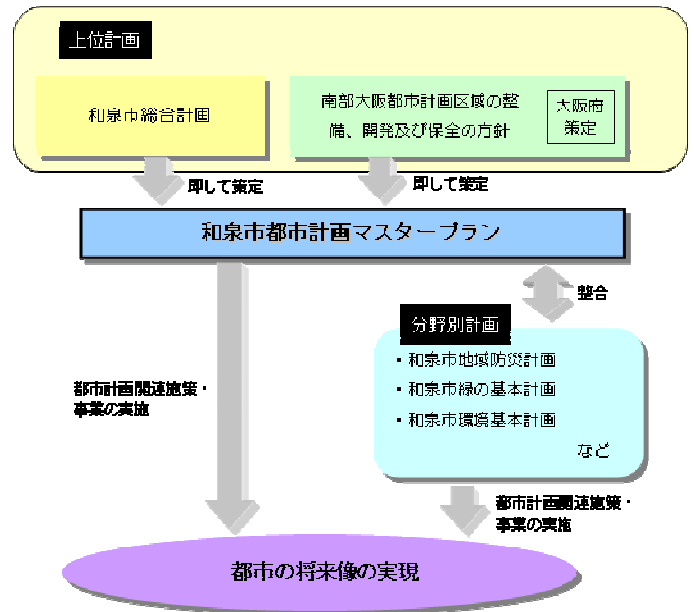 上位計画
和泉市総合計画
南部大阪都市計画区域の整
備、開発及び保全の方針
大阪府
策定
即して策定
即して策定
和泉市都市計画マスタープラン
整合
分野別計画
・和泉市地域防災計画
・和泉市緑の基本計画
・和泉市環境基本計画
など
都市計画関連施策・
事業の実施
都市計画関連施策・
事業の実施
都市の将来像の実現